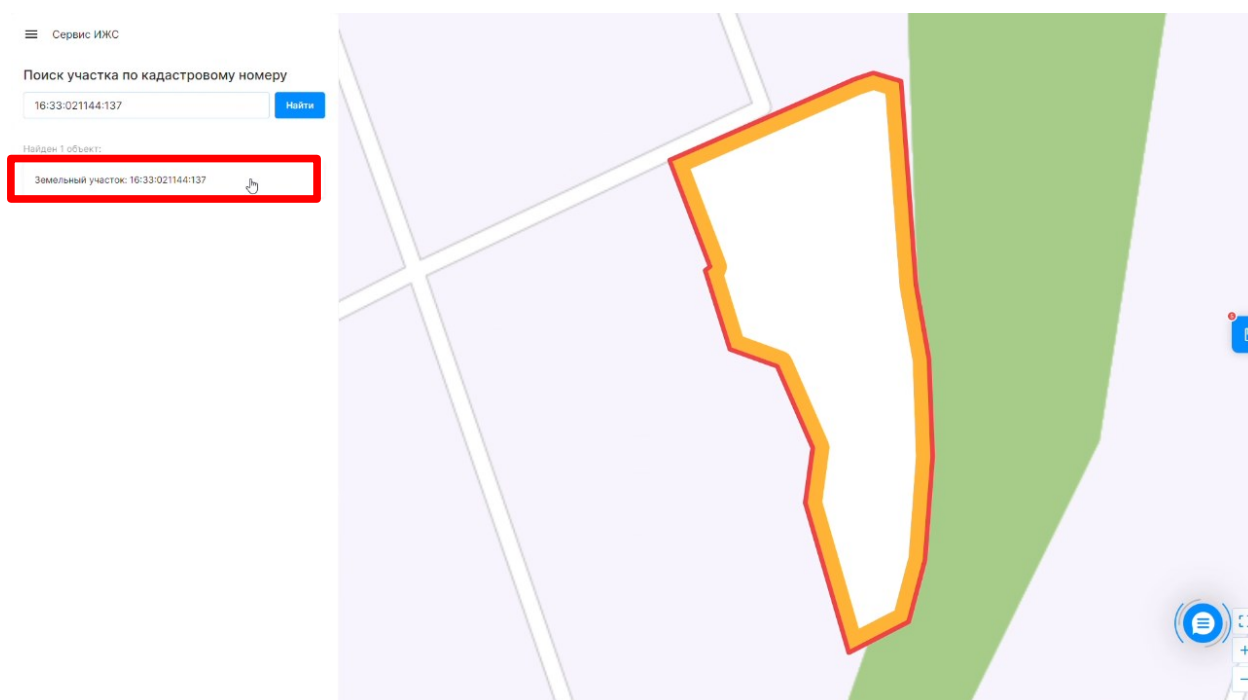 Сервис ИЖС
Поиск участка по кадастровому номеру
16:33:021144:137
Найти
Найден 1 объект:
Земельный участок: 16:33:021144:137